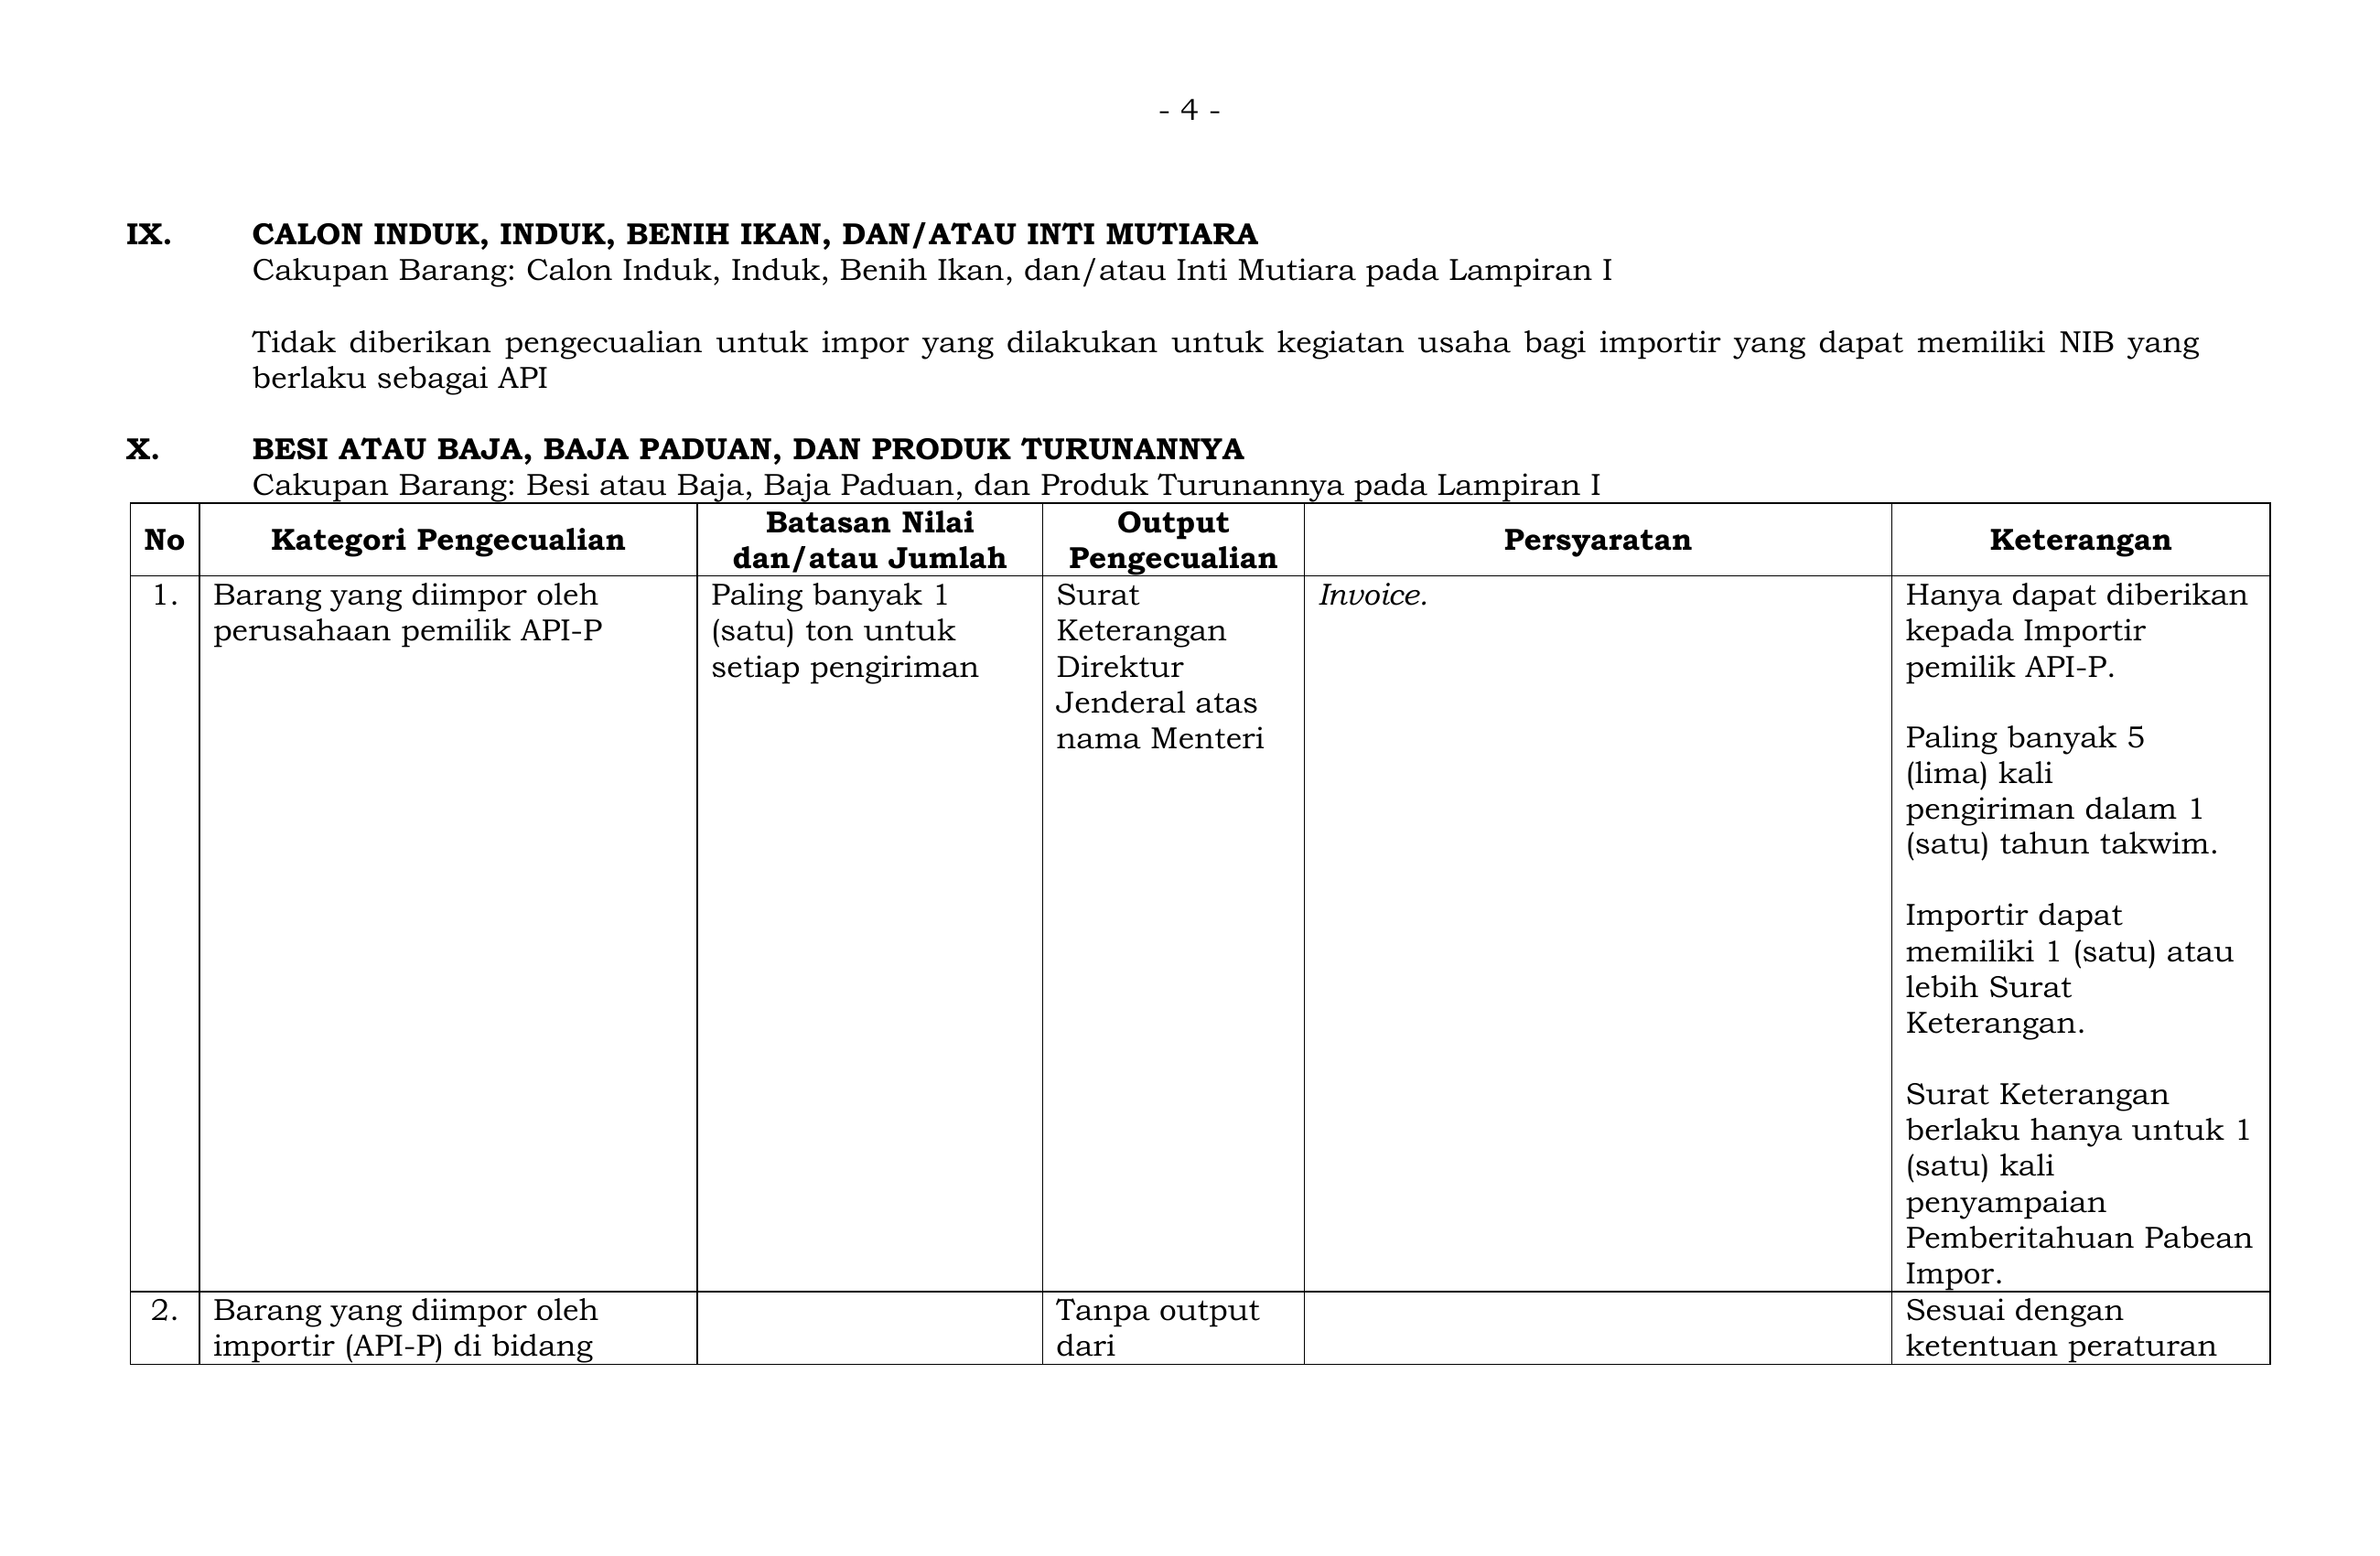 - 4 -
IX. CALON INDUK, INDUK, BENIH IKAN, DAN/ATAU INTI MUTIARA
Cakupan Barang: Calon Induk, Induk, Benih Ikan, dan/atau Inti Mutiara pada Lampiran I
Tidak diberikan pengecualian untuk impor yang dilakukan untuk kegiatan usaha bagi importir yang dapat memiliki NIB yang
berlaku sebagai API
X. BESI ATAU BAJA, BAJA PADUAN, DAN PRODUK TURUNANNYA
Cakupan Barang: Besi atau Baja, Baja Paduan, dan Produk Turunannya pada Lampiran I
No
Kategori Pengecualian
Batasan Nilai
dan/atau Jumlah
Output
Pengecualian
Persyaratan
Keterangan
1.
Barang yang diimpor oleh
perusahaan pemilik API-P
Paling banyak 1
(satu) ton untuk
setiap pengiriman
Surat
Keterangan
Direktur
Jenderal atas
nama Menteri
Invoice.
Hanya dapat diberikan
kepada Importir
pemilik API-P.
Paling banyak 5
(lima) kali
pengiriman dalam 1
(satu) tahun takwim.
Importir dapat
memiliki 1 (satu) atau
lebih Surat
Keterangan.
Surat Keterangan
berlaku hanya untuk 1
(satu) kali
penyampaian
Pemberitahuan Pabean
Impor.
2.
Barang yang diimpor oleh
importir (API-P) di bidang
Tanpa output
dari
Sesuai dengan
ketentuan peraturan